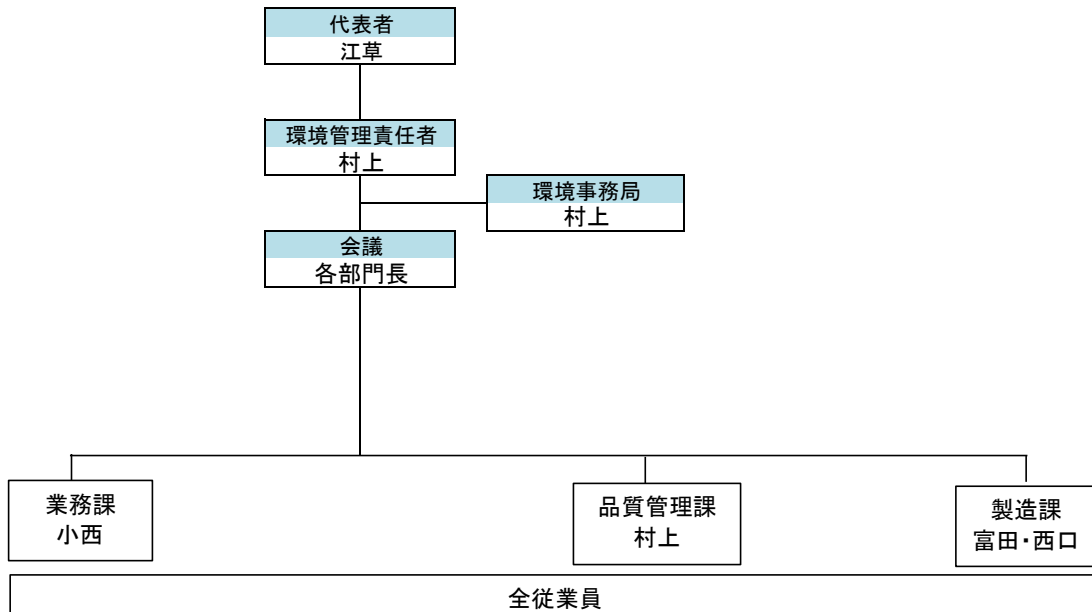 代表者
江草
環境管理責任者
村上
環境事務局
村上
会議
各部門長
業務課
小西
品質管理課
村上
製造課
富田・西口
全従業員